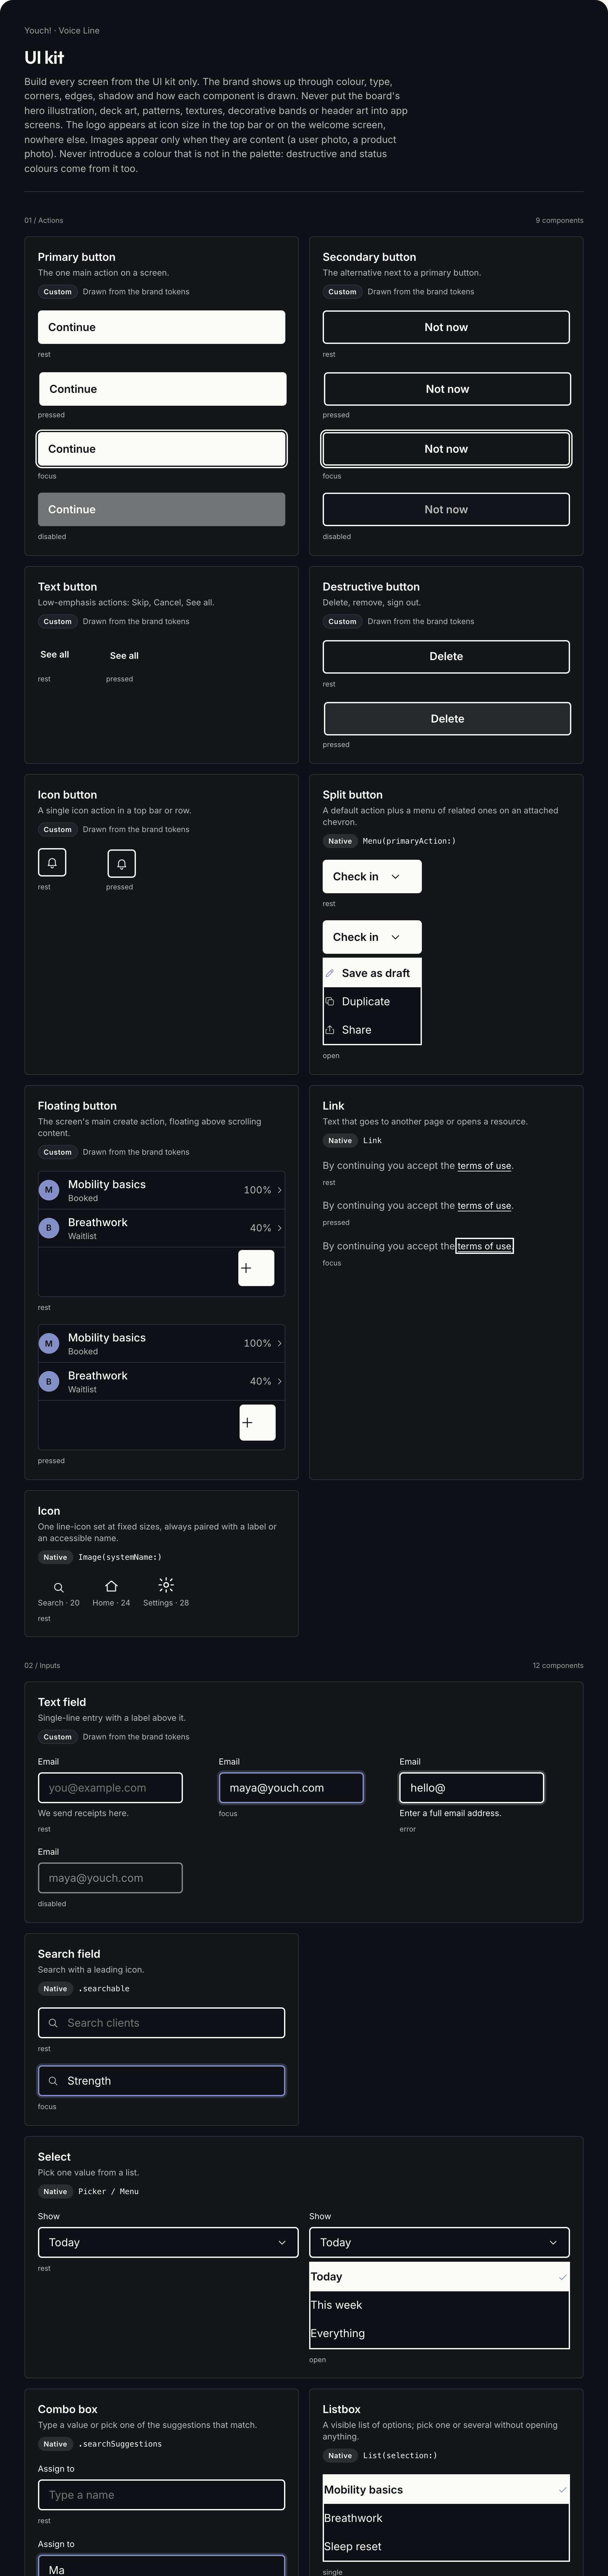 Youch! · Voice Line
UI kit
Build every screen from the UI kit only. The brand shows up through colour, type,
corners, edges, shadow and how each component is drawn. Never put the board's
hero illustration, deck art, patterns, textures, decorative bands or header art into app
screens. The logo appears at icon size in the top bar or on the welcome screen,
nowhere else. Images appear only when they are content (a user photo, a product
photo). Never introduce a colour that is not in the palette: destructive and status
colours come from it too.
01 / Actions
9 components
Primary button
The one main action on a screen.
Custom Drawn from the brand tokens
Continue
rest
Continue
pressed
Continue
focus
Continue
disabled
Secondary button
The alternative next to a primary button.
Custom Drawn from the brand tokens
Not now
rest
Not now
pressed
Not now
focus
Not now
disabled
Text button
Low-emphasis actions: Skip, Cancel, See all.
Custom Drawn from the brand tokens
See all
rest
See all
pressed
Destructive button
Delete, remove, sign out.
Custom Drawn from the brand tokens
Delete
rest
Delete
pressed
Icon button
A single icon action in a top bar or row.
Custom Drawn from the brand tokens
rest
pressed
Split button
A default action plus a menu of related ones on an attached
chevron.
Native Menu(primaryAction:)
Check in
rest
Check in
Save as draft
Duplicate
Share
open
Floating button
The screen's main create action, floating above scrolling
content.
Custom Drawn from the brand tokens
M Mobility basics 100%
Booked
B Breathwork 40%
Waitlist
rest
M Mobility basics 100%
Booked
B Breathwork 40%
Waitlist
pressed
Link
Text that goes to another page or opens a resource.
Native Link
By continuing you accept the terms of use.
rest
By continuing you accept the terms of use.
pressed
By continuing you accept the terms of use.
focus
Icon
One line-icon set at fixed sizes, always paired with a label or
an accessible name.
Native Image(systemName:)
Search · 20
Home · 24
Settings · 28
rest
02 / Inputs
12 components
Text field
Single-line entry with a label above it.
Custom Drawn from the brand tokens
Email
you@example.com
We send receipts here.
rest
Email
maya@youch.com
focus
Email
hello@
Enter a full email address.
error
Email
maya@youch.com
disabled
Search field
Search with a leading icon.
Native .searchable
Search clients
rest
Strength
focus
Select
Pick one value from a list.
Native Picker / Menu
Show
Today
rest
Show
Today
Today
This week
Everything
open
Combo box
Type a value or pick one of the suggestions that match.
Native .searchSuggestions
Assign to
Type a name
rest
Assign to
Ma
Listbox
A visible list of options; pick one or several without opening
anything.
Native List(selection:)
Mobility basics
Breathwork
Sleep reset
single